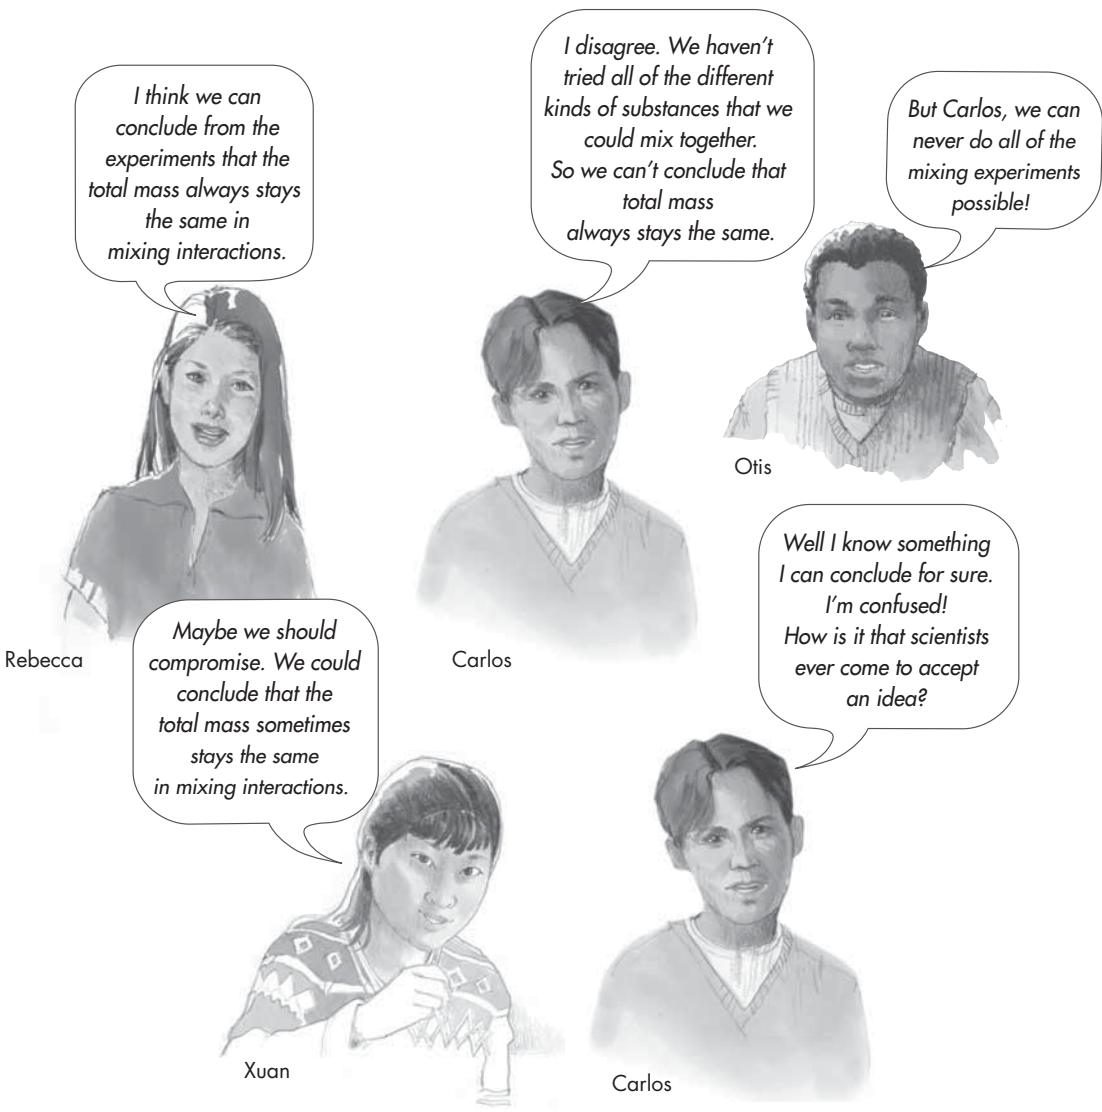 I think we can
conclude from the
experiments that the
total mass always stays
the same in
mixing interactions.
Rebecca
I disagree. We haven't
tried all of the different
kinds of substances that we
could mix together.
So we can't conclude that
total mass
always stays the same.
Carlos
But Carlos, we can
never do all of the
mixing experiments
possible!
Otis
Maybe we should
compromise. We could
conclude that the
total mass sometimes
stays the same
in mixing interactions.
Xuan
Well I know something
I can conclude for sure.
I'm confused!
How is it that scientists
ever come to accept
an idea?
Carlos